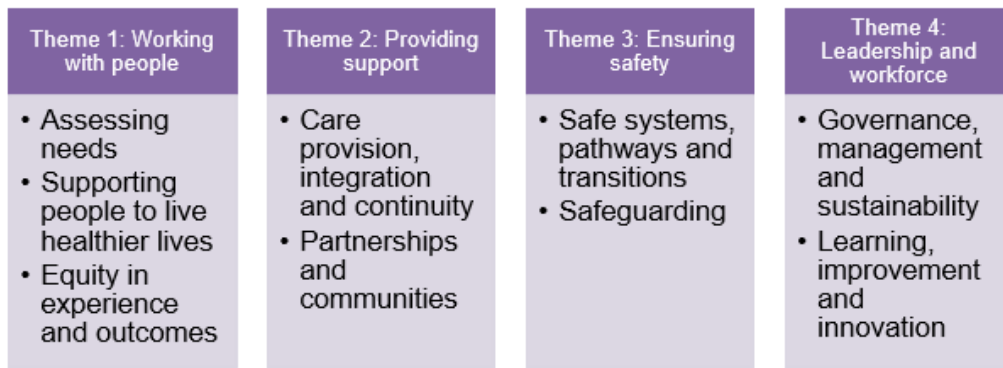 Theme 1: Working
with people
• Assessing
needs
• Supporting
people to live
healthier lives
• Equity in
experience
and outcomes
Theme 2: Providing
support
• Care
provision,
integration
and continuity
• Partnerships
and
communities
Theme 3: Ensuring
safety
• Safe systems,
pathways and
transitions
• Safeguarding
Theme 4:
Leadership and
workforce
• Governance,
management
and
sustainability
• Learning,
improvement
and
innovation